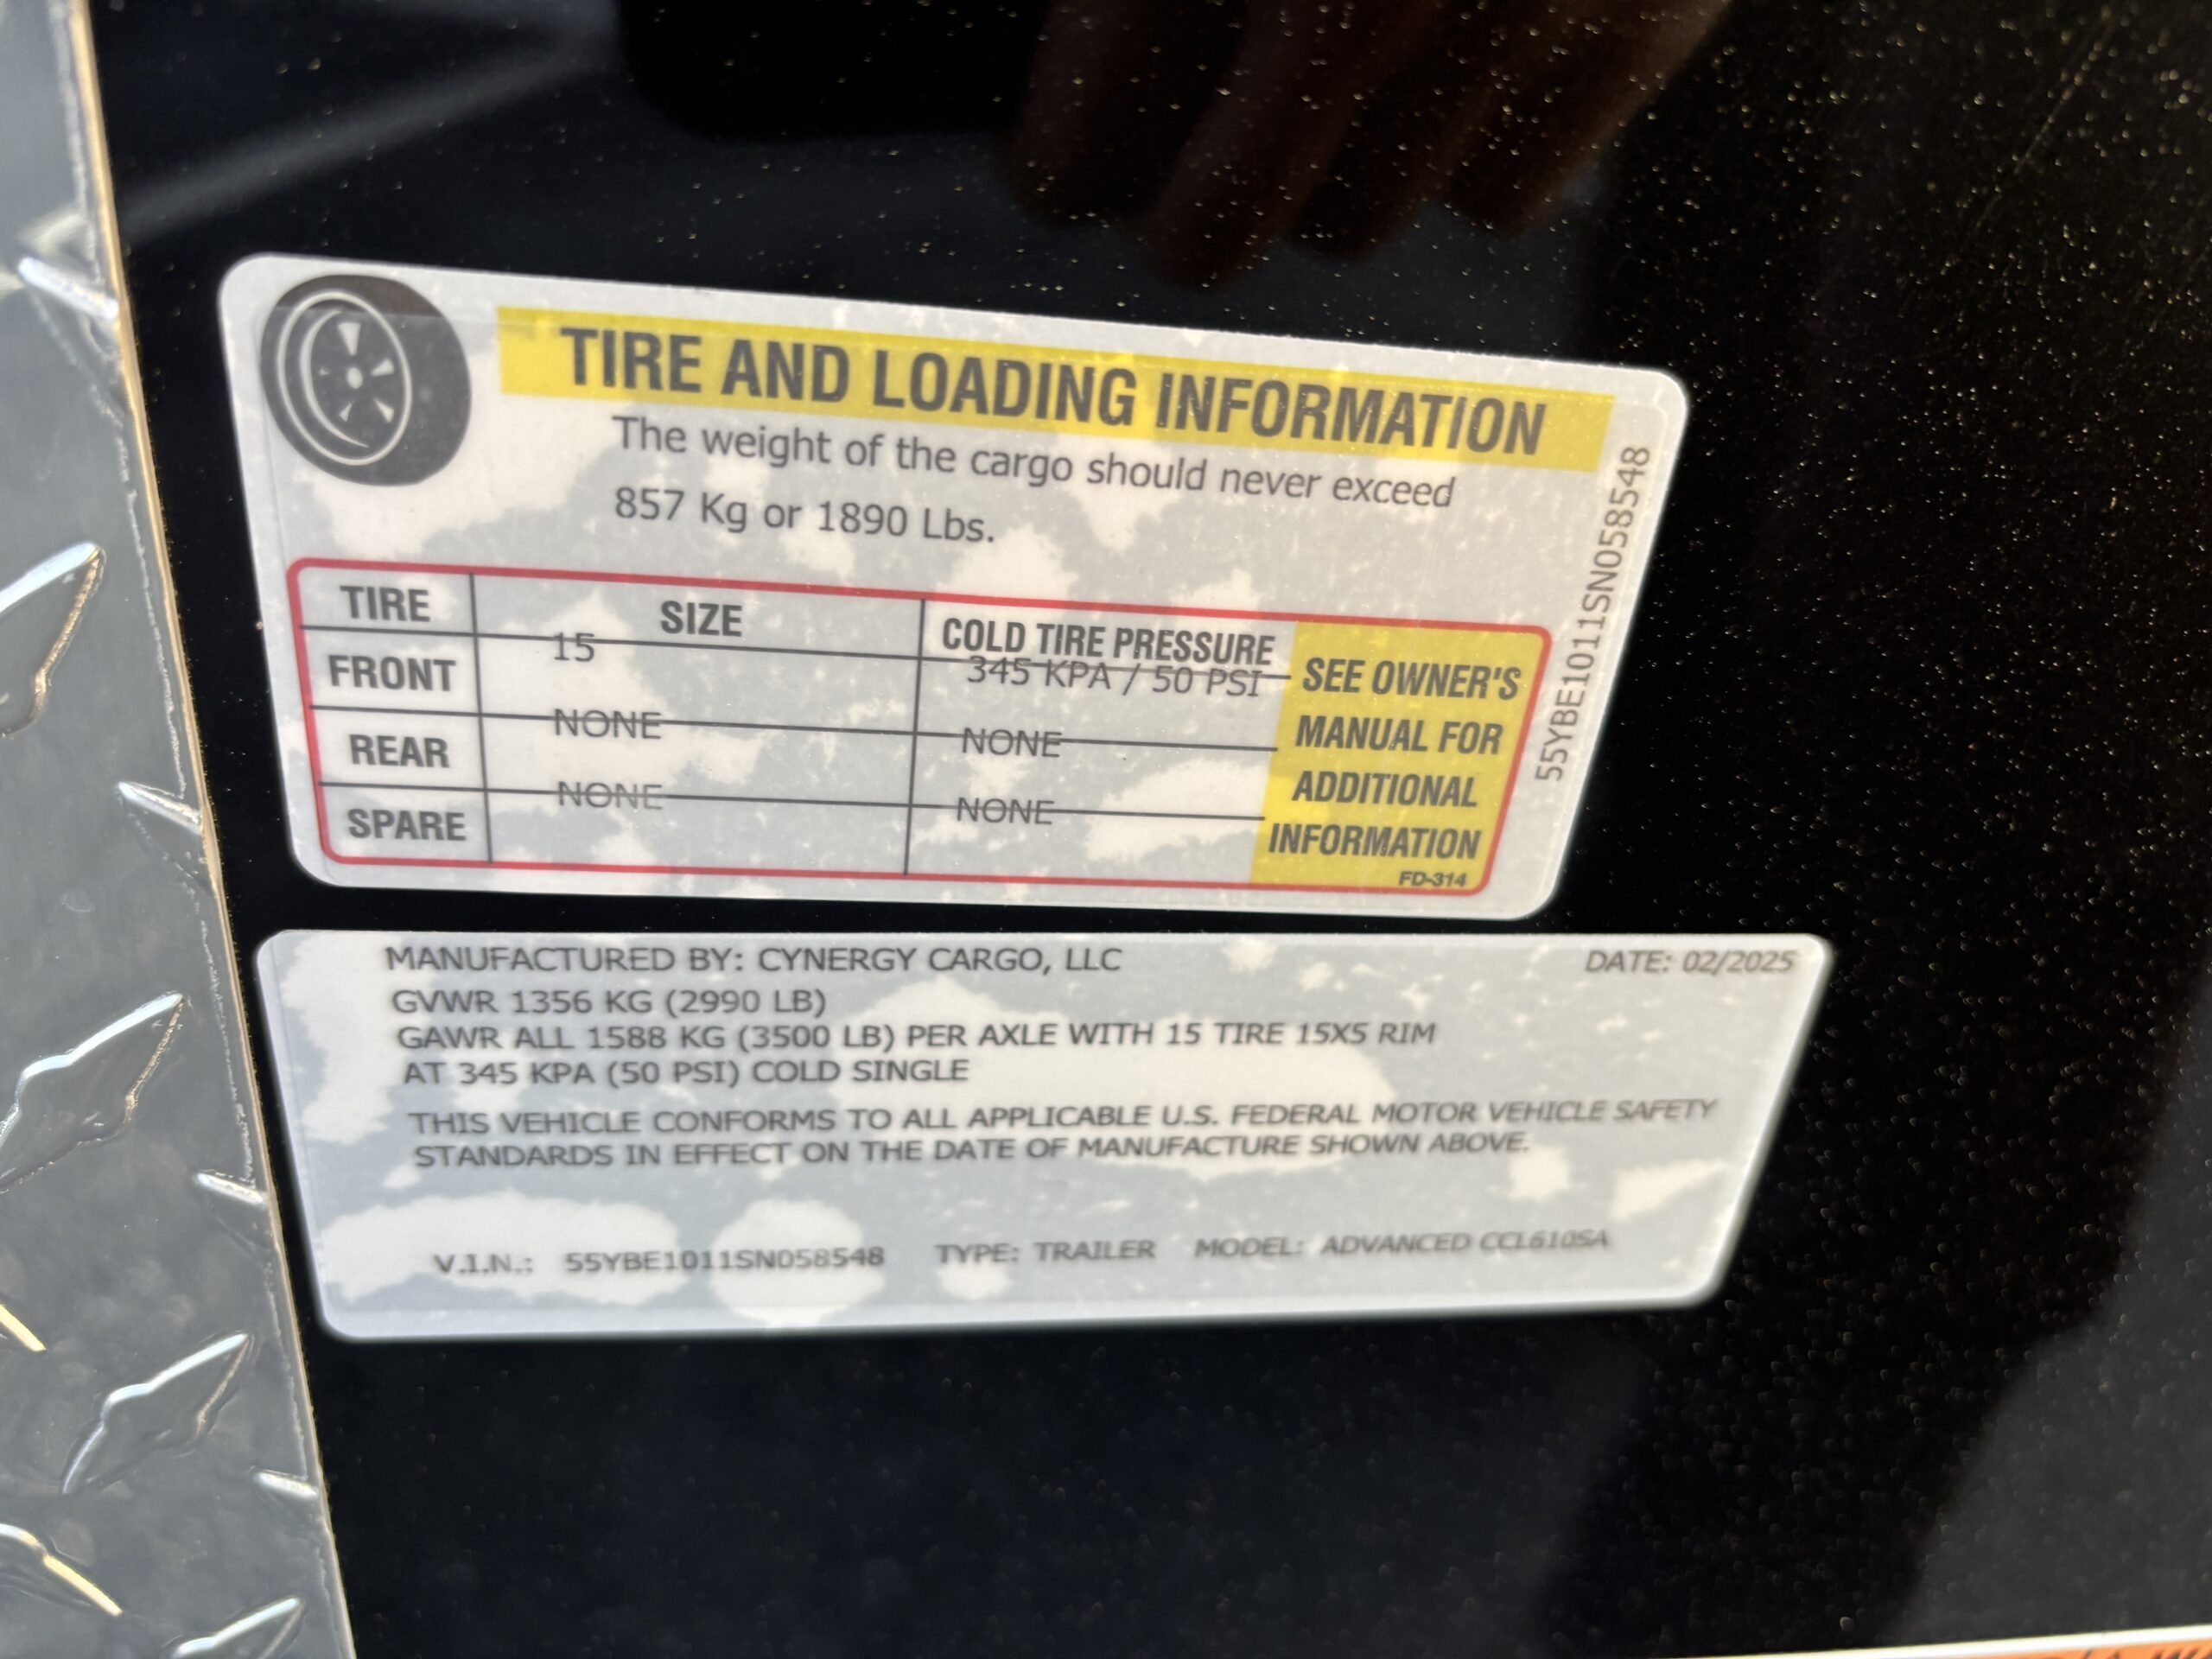 TIRE AND LOADING INFORMATION
The weight of the cargo should never exceed
857 Kg or 1890 Lbs.
TIRE SIZE COLD TIRE PRESSURE
FRONT 15 345 KPA / 50 PSI
REAR NONE NONE
SPARE NONE NONE
SEE OWNER'S
MANUAL FOR
ADDITIONAL
INFORMATION
FD-314
55YBE1011SN058548
MANUFACTURED BY: CYNERGY CARGO, LLC DATE: 02/2025
GVWR 1356 KG (2990 LB)
GAWR ALL 1588 KG (3500 LB) PER AXLE WITH 15 TIRE 15X5 RIM
AT 345 KPA (50 PSI) COLD SINGLE
THIS VEHICLE CONFORMS TO ALL APPLICABLE U.S. FEDERAL MOTOR VEHICLE SAFETY
STANDARDS IN EFFECT ON THE DATE OF MANUFACTURE SHOWN ABOVE.
V.I.N.: 55YBE1011SN058548 TYPE: TRAILER MODEL: ADVANCED CCL610SA